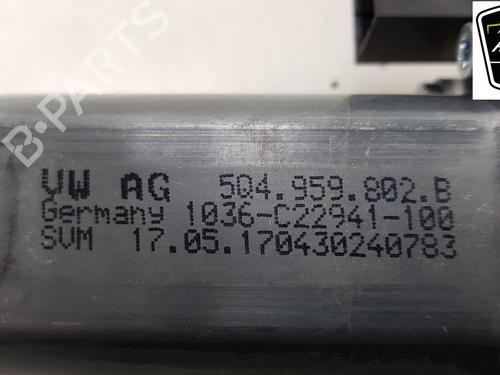 B-PARTS
VW AG 5Q4.959.802.B
Germany 1036-C22941-100
SVM 17.05.170430240783